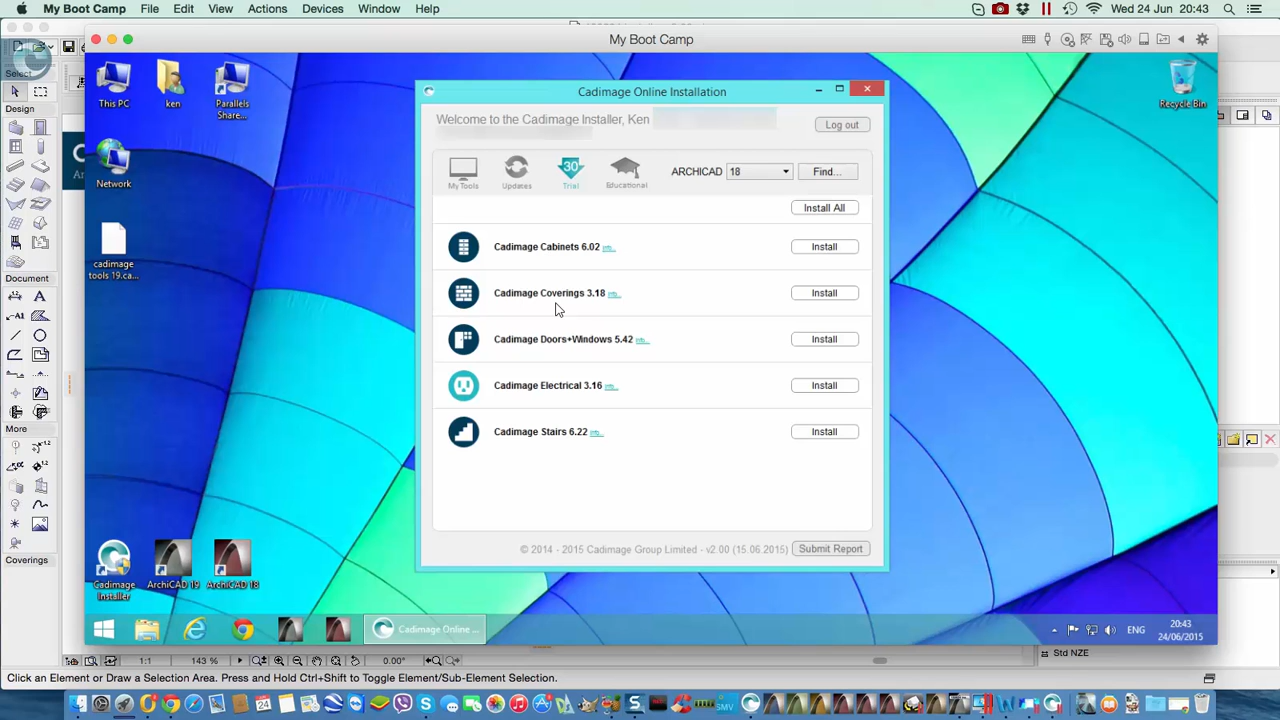 My Boot Camp File Edit View Actions Devices Window Help Wed 24 Jun 20:43
My Boot Camp
Select
Design
Document
More
Coverings
This PC
ken
Parallels
Share...
Network
cadimage
tools 19.ca...
Recycle Bin
Cadimage Online Installation
Welcome to the Cadimage Installer, Ken
Log out
My Tools
Updates
30
Trial
Educational
ARCHICAD 18 Find...
Install All
Cadimage Cabinets 6.02 Install
Cadimage Coverings 3.18 Install
Cadimage Doors+Windows 5.42 Install
Cadimage Electrical 3.16 Install
Cadimage Stairs 6.22 Install
© 2014 - 2015 Cadimage Group Limited - v2.00 (15.06 2015) Submit Report
Cadimage
Installer
ArchiCAD 19
ArchiCAD 18
Cadimage Online ...
ENG
20:43
24/06/2015
1:1 143 % 0.00°
Std NZE
Click an Element or Draw a Selection Area. Press and Hold Ctrl+Shift to Toggle Element/Sub-Element Selection.
24
SMV